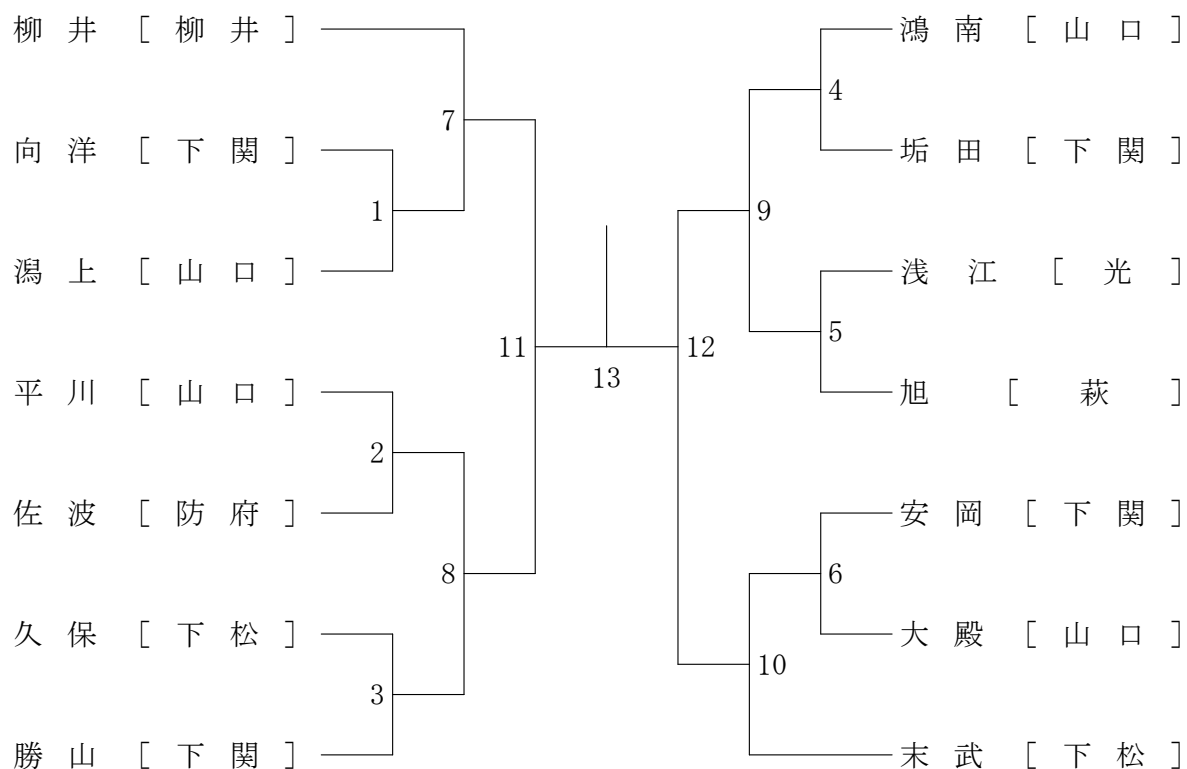 柳井 [柳井]
向洋 [下関]
潟上 [山口]
平川 [山口]
佐波 [防府]
久保 [下松]
勝山 [下関]
7
1
2
8
3
11
13
12
4
9
5
6
10
鴻南 [山口]
垢田 [下関]
浅江 [光]
旭 [萩]
安岡 [下関]
大殿 [山口]
末武 [下松]